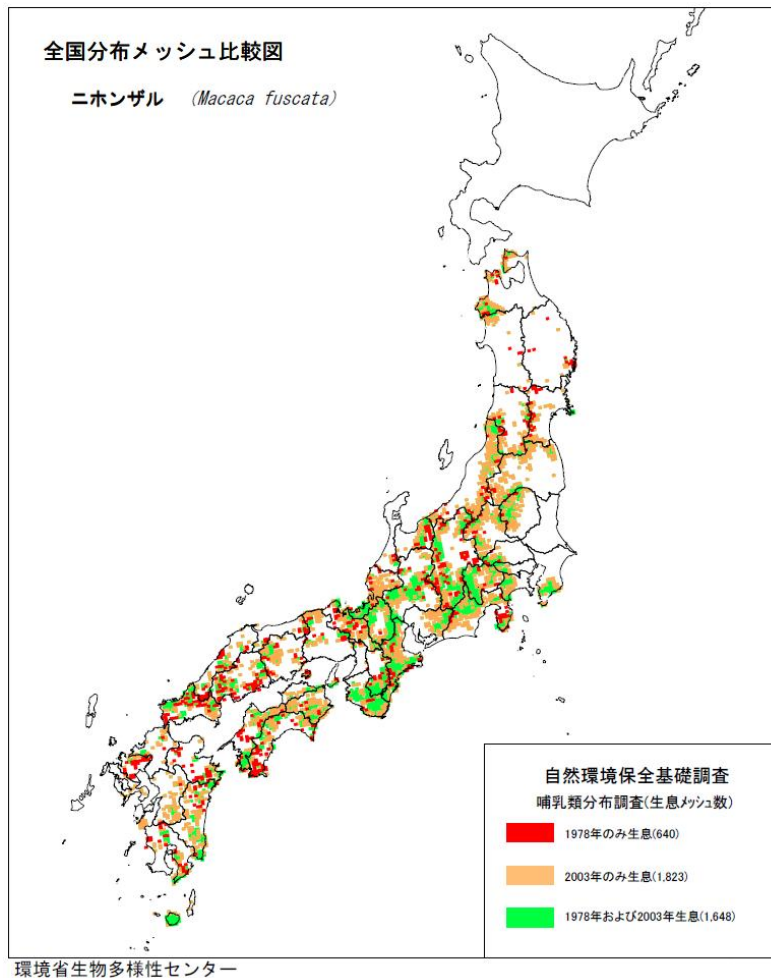 全国分布メッシュ比較図
ニホンザル (Macaca fuscata)
自然環境保全基礎調査
哺乳類分布調査(生息メッシュ数)
1978年のみ生息(640)
2003年のみ生息(1,823)
1978年および2003年生息(1,648)
環境省生物多様性センター